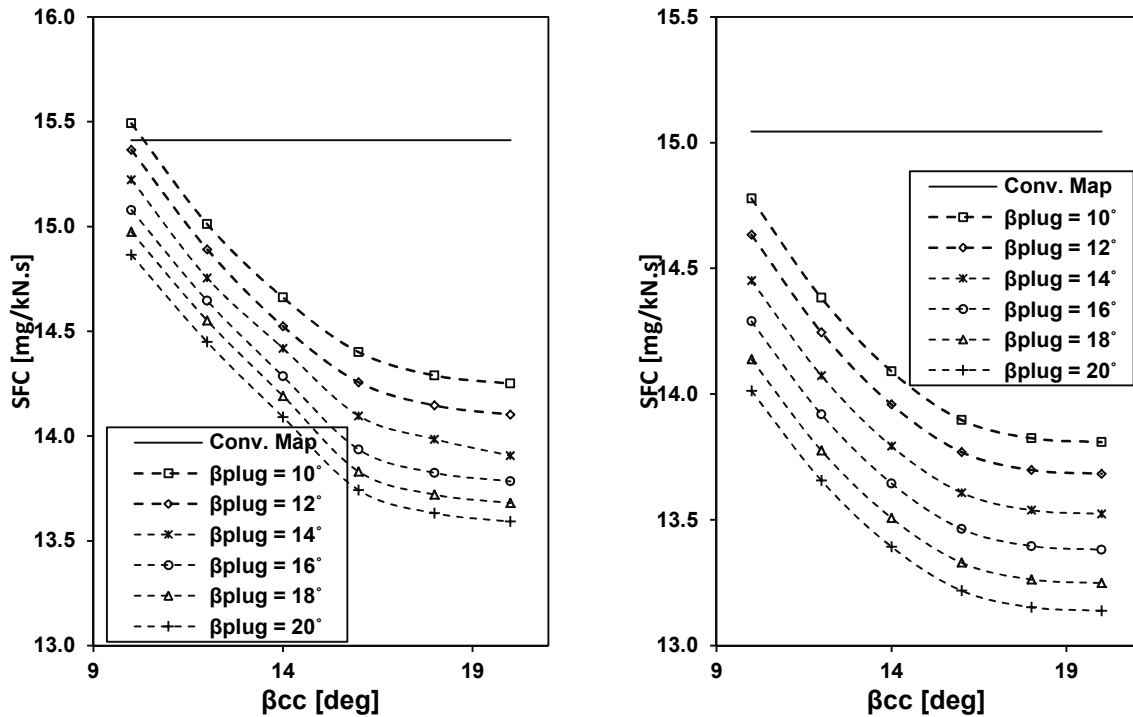 16.0
15.5
15.0
14.5
14.0
13.5
13.0
SFC [mg/kN.s]
Conv. Map
βplug = 10°
βplug = 12°
βplug = 14°
βplug = 16°
βplug = 18°
βplug = 20°
9 14 19
βcc [deg]
15.5
15.0
14.5
14.0
13.5
13.0
SFC [mg/kN.s]
Conv. Map
βplug = 10°
βplug = 12°
βplug = 14°
βplug = 16°
βplug = 18°
βplug = 20°
9 14 19
βcc [deg]